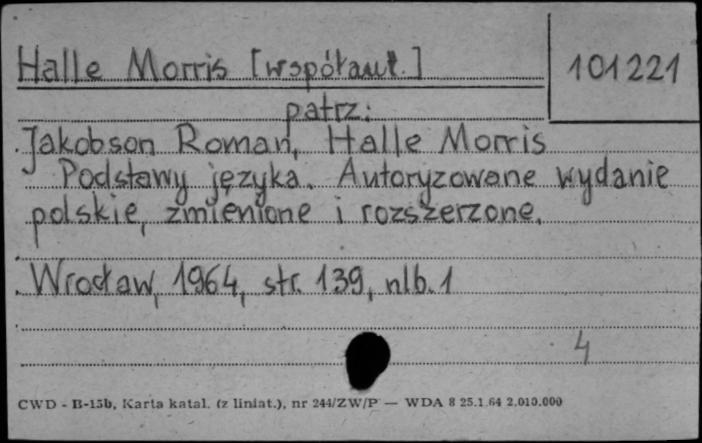 Halle Morris [współaut.]
101221
patrz:
Jakobson Roman, Halle Morris
Podstawy języka. Autoryzowane wydanie
polskie, zmienione i rozszerzone.
Wrocław, 1964, str. 139, nlb. 1
4
CWD - B-15b, Karta katal. (z liniat.), nr 244/ZW/P — WDA 8 25.1.64 2.010.000